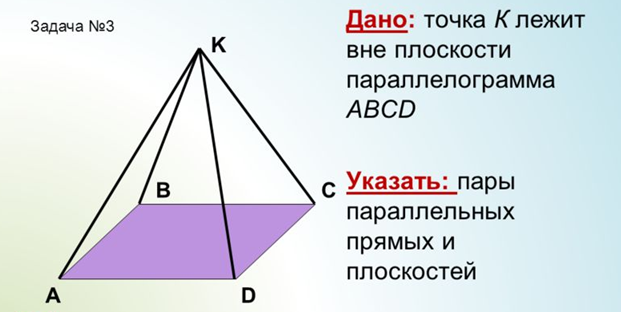 Задача №3
K
B
C
A
D
Дано: точка К лежит
вне плоскости
параллелограмма
ABCD
Указать: пары
параллельных
прямых и
плоскостей